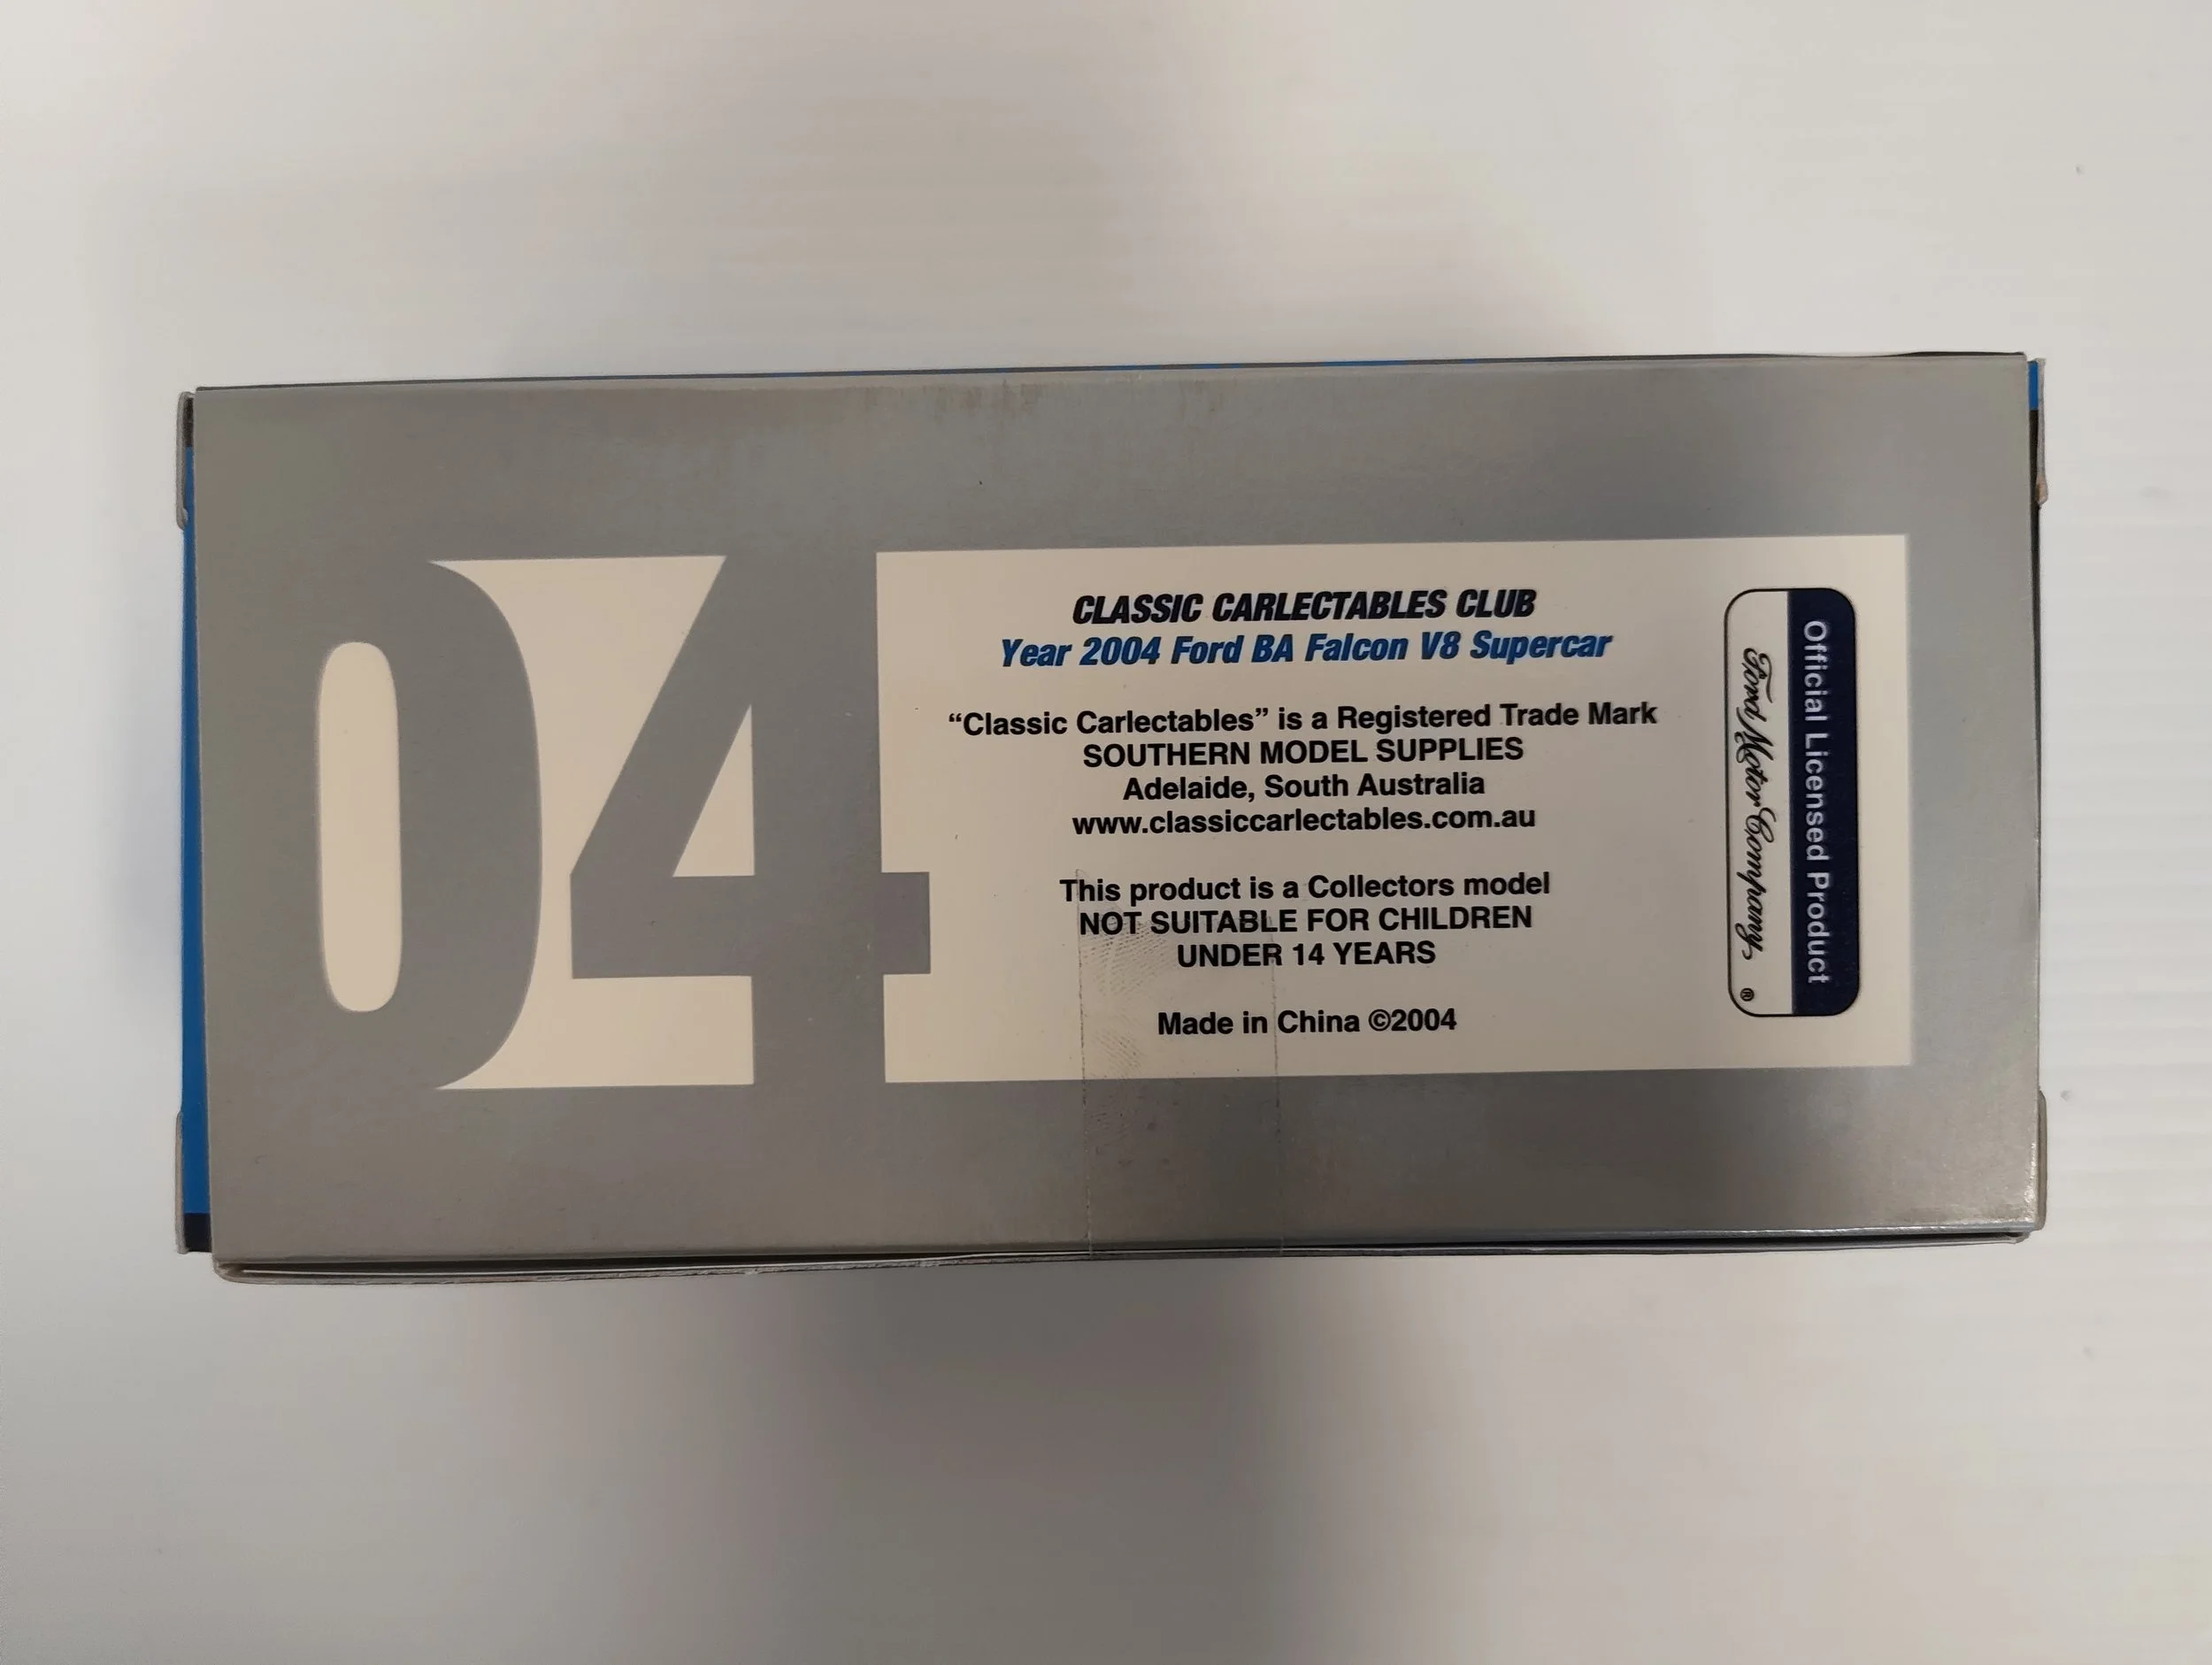 04
CLASSIC CARLECTABLES CLUB
Year 2004 Ford BA Falcon V8 Supercar
“Classic Carlectables” is a Registered Trade Mark
SOUTHERN MODEL SUPPLIES
Adelaide, South Australia
www.classiccarlectables.com.au
This product is a Collectors model
NOT SUITABLE FOR CHILDREN
UNDER 14 YEARS
Made in China ©2004
Official Licensed Product
Ford Motor Company ®